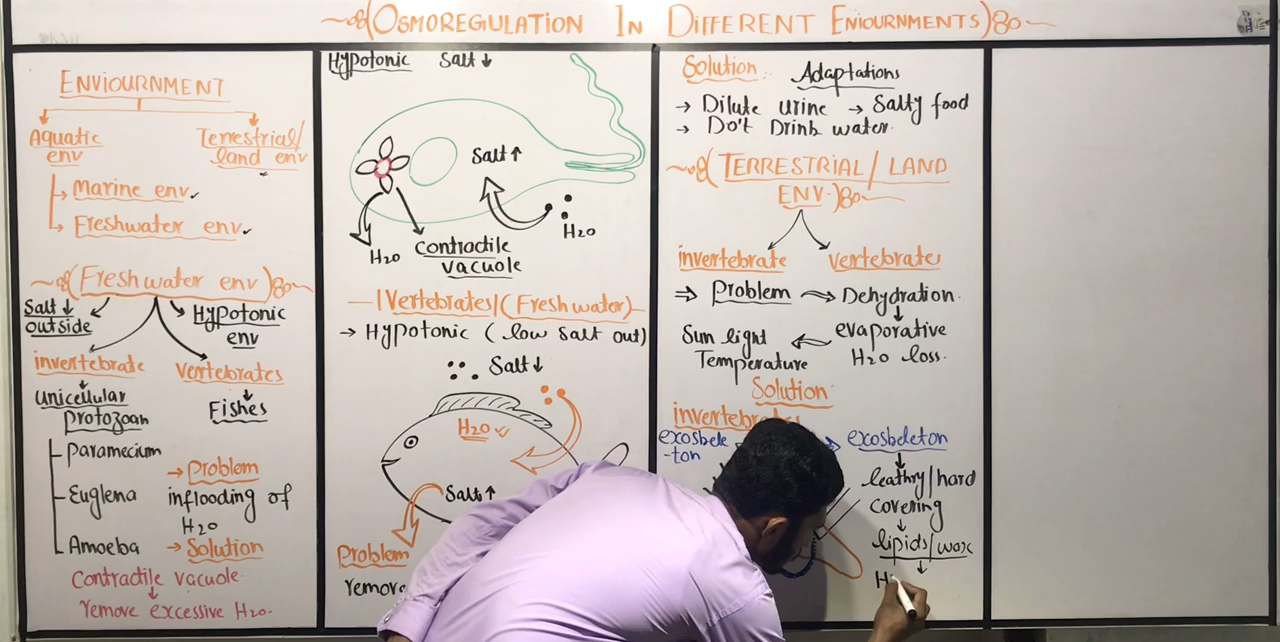 Osmoregulation In Different Eniournments
Enviournment
Aquatic env
Terrestrial/ land env
Marine env.
Freshwater env.
(Freshwater env)
Salt ↓ outside
Hypotonic env
invertebrate
vertebrates
Unicellular
Fishes
protozoan
Paramecium
Euglena
Amoeba
→ Problem
inflooding of
H2O
→ Solution
Contractile vacuole.
↓
remove excessive H2O.
Hypotonic Salt ↓
Salt ↑
H2O
H2O
Contractile
vacuole
Vertebrates/(Fresh water)
→ Hypotonic (low Salt out)
Salt ↓
H2O
Salt ↑
Problem
remove
Solution: Adaptations
→ Dilute urine → Salty food
→ Do't Drink water.
(Terrestrial/ Land
Env.)
invertebrate vertebrate
⇒ Problem → Dehydration.
↓
evaporative
H2O loss.
Sun light
Temperature
Solution
exoskele
-ton
exoskeleton
leathry/hard
covering
↓
lipids/wax
↓
H